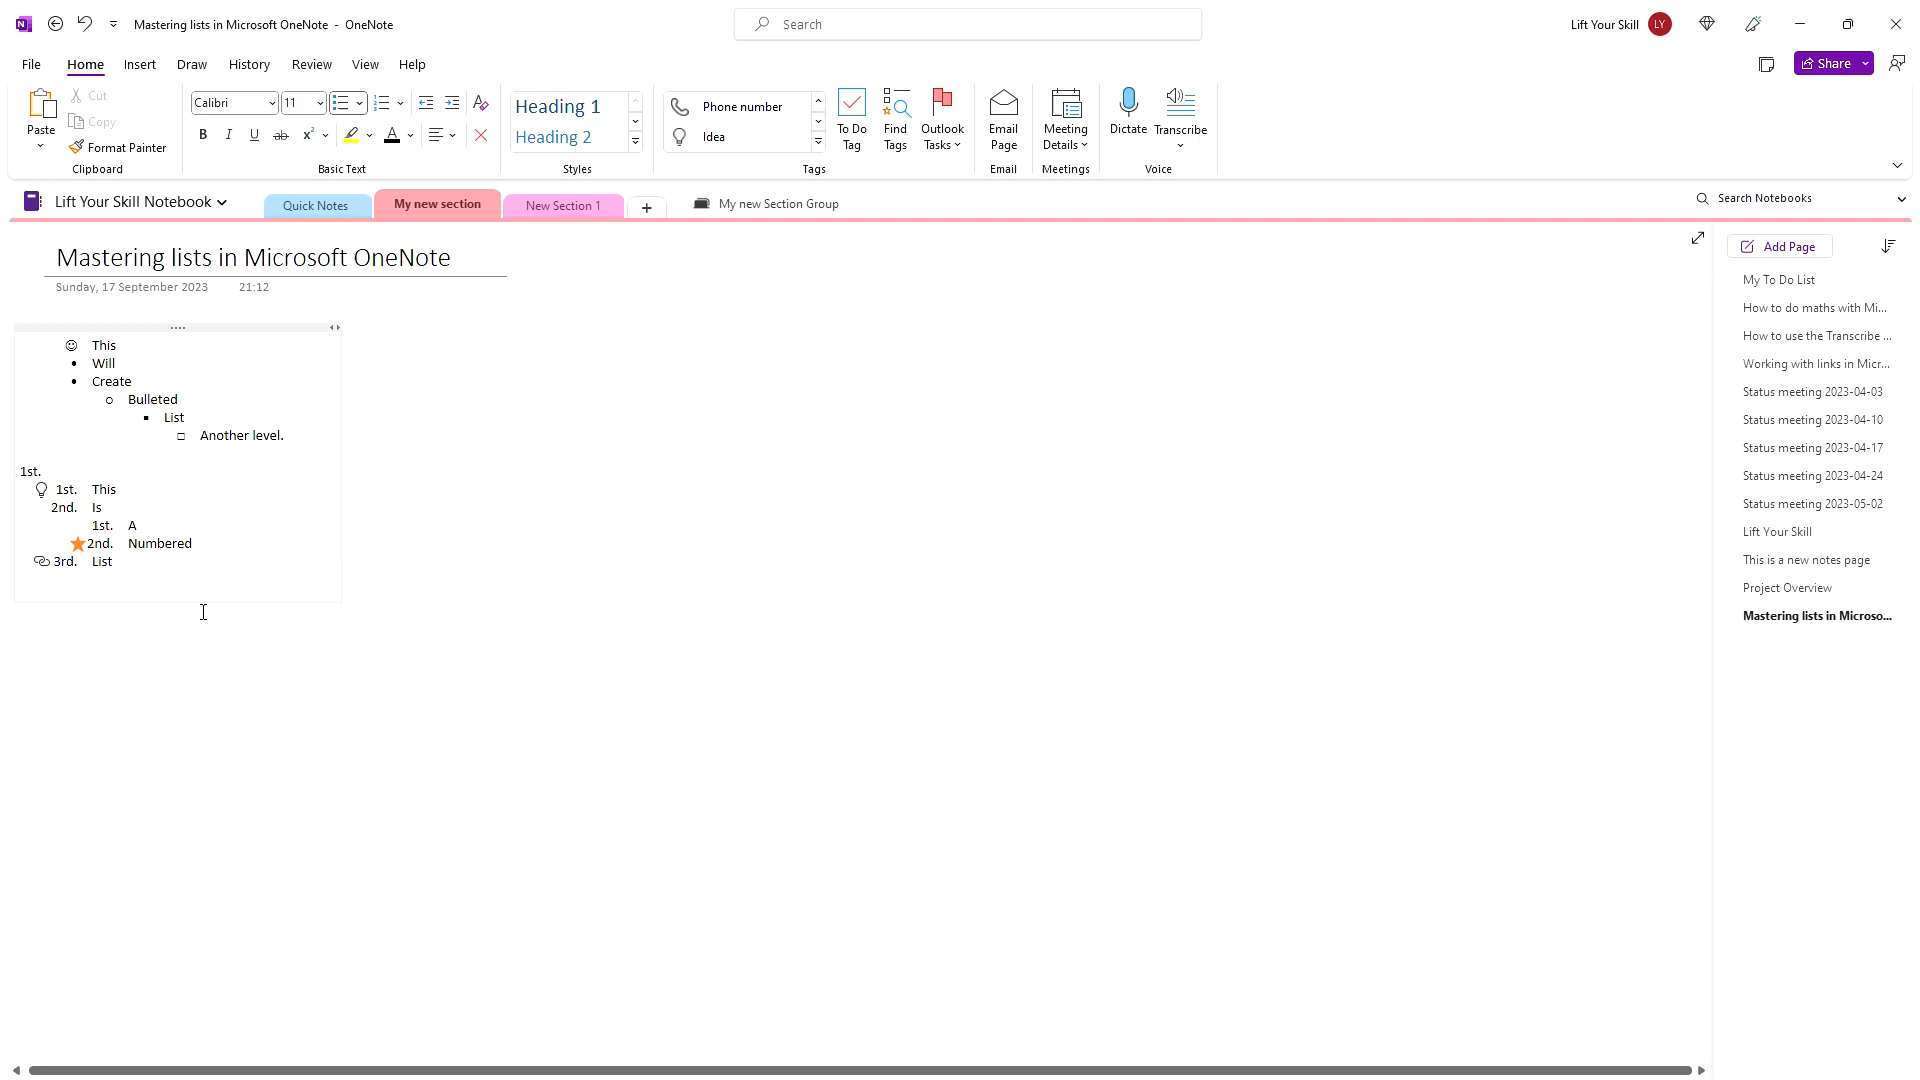 Mastering lists in Microsoft OneNote - OneNote
Search
Lift Your Skill LY
File Home Insert Draw History Review View Help
Share
Paste
Cut
Copy
Format Painter
Clipboard
Calibri 11
B I U ab x²
A
Basic Text
Heading 1
Heading 2
Styles
Phone number
Idea
Tags
To Do Tag
Find Tags
Outlook Tasks
Email Page
Email
Meeting Details
Meetings
Dictate
Transcribe
Voice
Lift Your Skill Notebook
Quick Notes
My new section
New Section 1
+
My new Section Group
Search Notebooks
Mastering lists in Microsoft OneNote
Sunday, 17 September 2023 21:12
This
Will
Create
Bulleted
List
Another level.
1st.
1st. This
2nd. Is
1st. A
2nd. Numbered
3rd. List
Add Page
My To Do List
How to do maths with Mi...
How to use the Transcribe ...
Working with links in Micr...
Status meeting 2023-04-03
Status meeting 2023-04-10
Status meeting 2023-04-17
Status meeting 2023-04-24
Status meeting 2023-05-02
Lift Your Skill
This is a new notes page
Project Overview
Mastering lists in Microso...